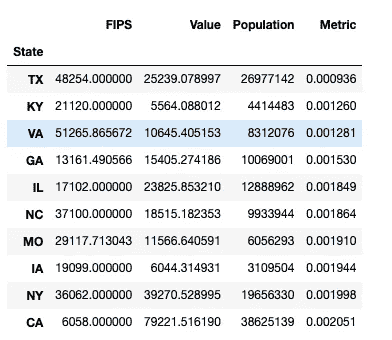 FIPS Value Population Metric
State
TX 48254.000000 25239.078997 26977142 0.000936
KY 21120.000000 5564.088012 4414483 0.001260
VA 51265.865672 10645.405153 8312076 0.001281
GA 13161.490566 15405.274186 10069001 0.001530
IL 17102.000000 23825.853210 12888962 0.001849
NC 37100.000000 18515.182353 9933944 0.001864
MO 29117.713043 11566.640591 6056293 0.001910
IA 19099.000000 6044.314931 3109504 0.001944
NY 36062.000000 39270.528995 19656330 0.001998
CA 6058.000000 79221.516190 38625139 0.002051